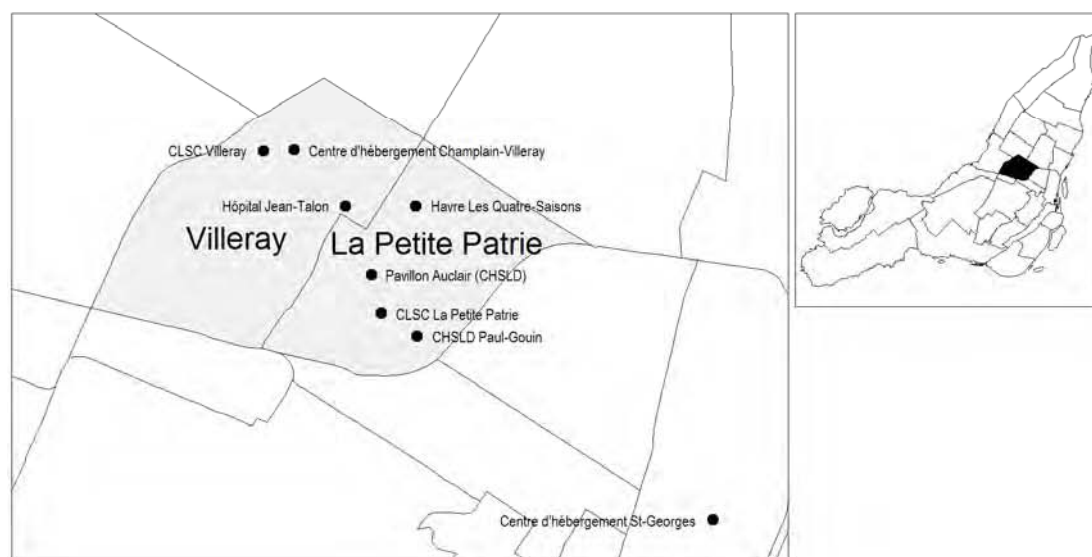 CLSC Villeray
Centre d'hébergement Champlain-Villeray
Hôpital Jean-Talon
Havre Les Quatre-Saisons
Villeray
La Petite Patrie
Pavillon Auclair (CHSLD)
CLSC La Petite Patrie
CHSLD Paul-Gouin
Centre d'hébergement St-Georges